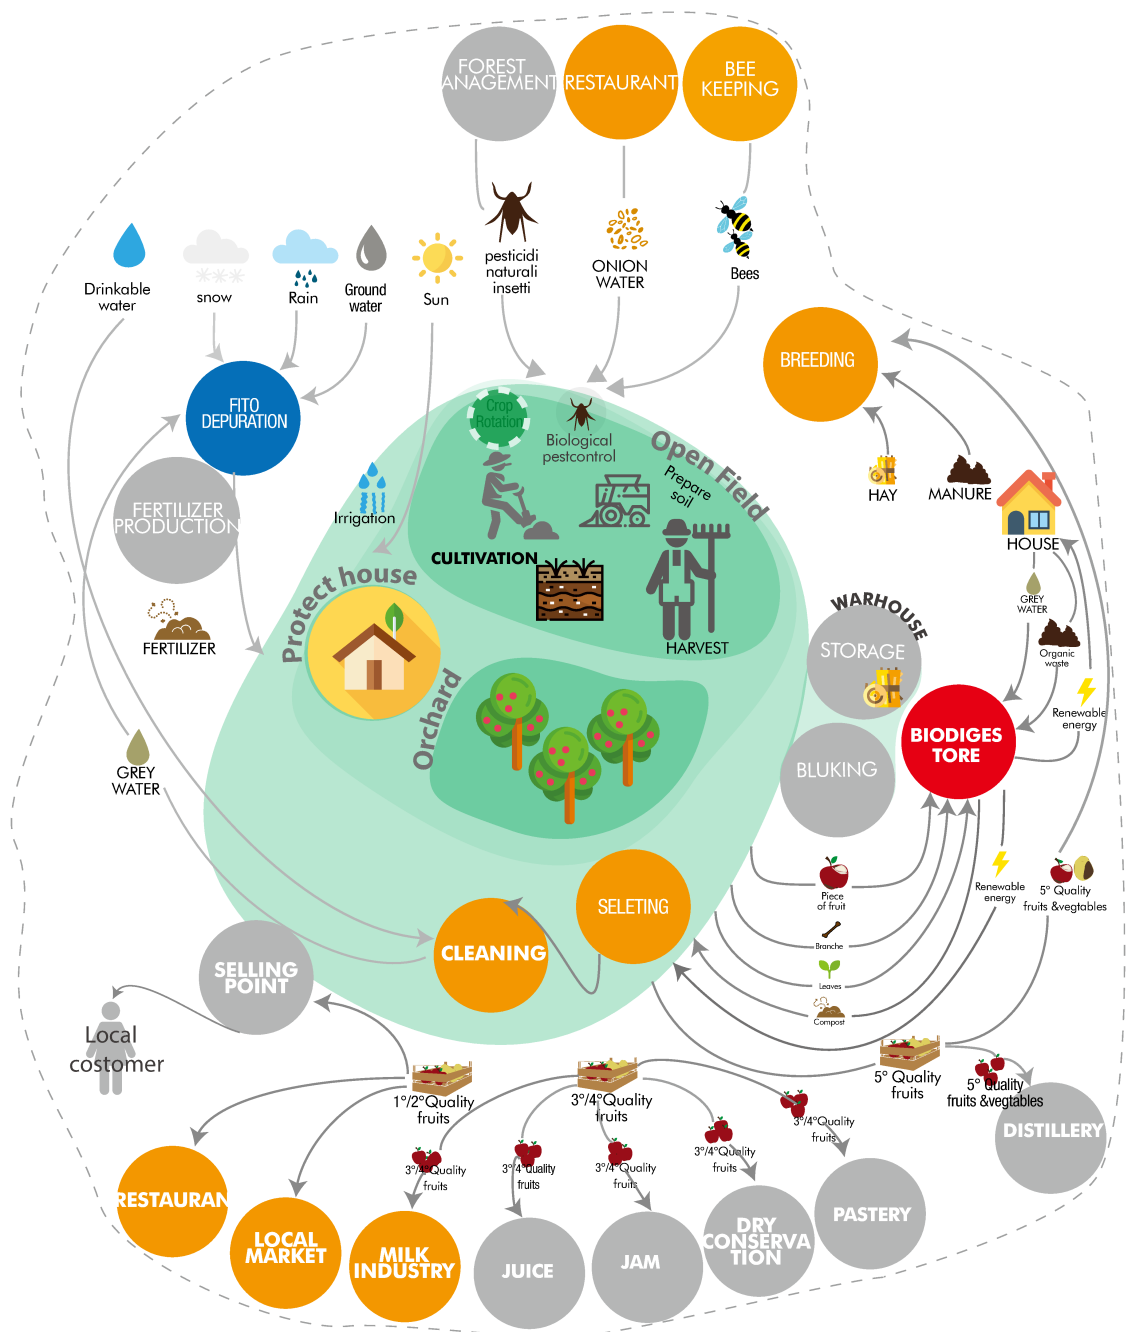 FOREST
ANAGEMENT
RESTAURANT
BEE
KEEPING
pesticidi
naturali
insetti
ONION
WATER
Bees
Drinkable
water
snow
Rain
Ground
water
Sun
BREEDING
FITO
DEPURATION
Crop
Rotation
Biological
pestcontrol
Open Field
Prepare
soil
HAY
MANURE
FERTILIZER
PRODUCTION
Irrigation
HOUSE
CULTIVATION
Protect house
GREY
WATER
WARHOUSE
FERTILIZER
HARVEST
STORAGE
Organic
waste
Orchard
Renewable
energy
BIODIGES
TORE
GREY
WATER
BLUKING
Piece
of fruit
Renewable
energy
5° Quality
fruits &vegtables
SELETING
Branche
CLEANING
SELLING
POINT
Leaves
Compost
Local
costomer
1°/2°Quality
fruits
3°/4°Quality
fruits
5° Quality
fruits
5° Quality
fruits &vegtables
3°/4°Quality
fruits
DISTILLERY
3°/4°Quality
fruits
3°/4°Quality
fruits
3°/4°Quality
fruits
3°/4°Quality
fruits
RESTAURAN
LOCAL
MARKET
MILK
INDUSTRY
JUICE
JAM
DRY
CONSERVA
TION
PASTERY